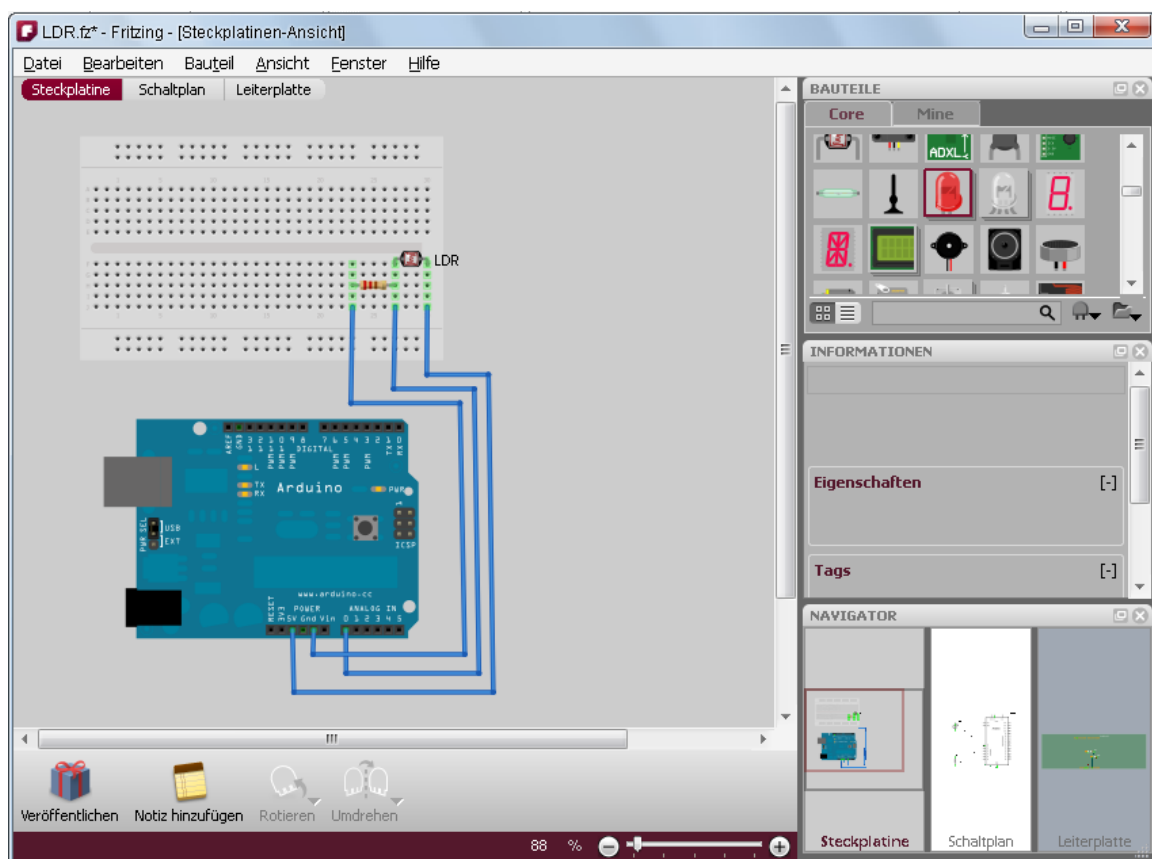 LDR.fz* - Fritzing - [Steckplatinen-Ansicht]
Datei Bearbeiten Bauteil Ansicht Fenster Hilfe
Steckplatine Schaltplan Leiterplatte
LDR
AREF
GND
DIGITAL
L
TX
RX
Arduino
PWR
1
ICSP
PWR SEL
USB
EXT
www.arduino.cc
POWER ANALOG IN
RESET
3V3
5V Gnd Vin 0 1 2 3 4 5
Veröffentlichen Notiz hinzufügen Rotieren Umdrehen
88 %
BAUTEILE
Core Mine
ADXL
INFORMATIONEN
Eigenschaften [-]
Tags [-]
NAVIGATOR
Steckplatine Schaltplan Leiterplatte